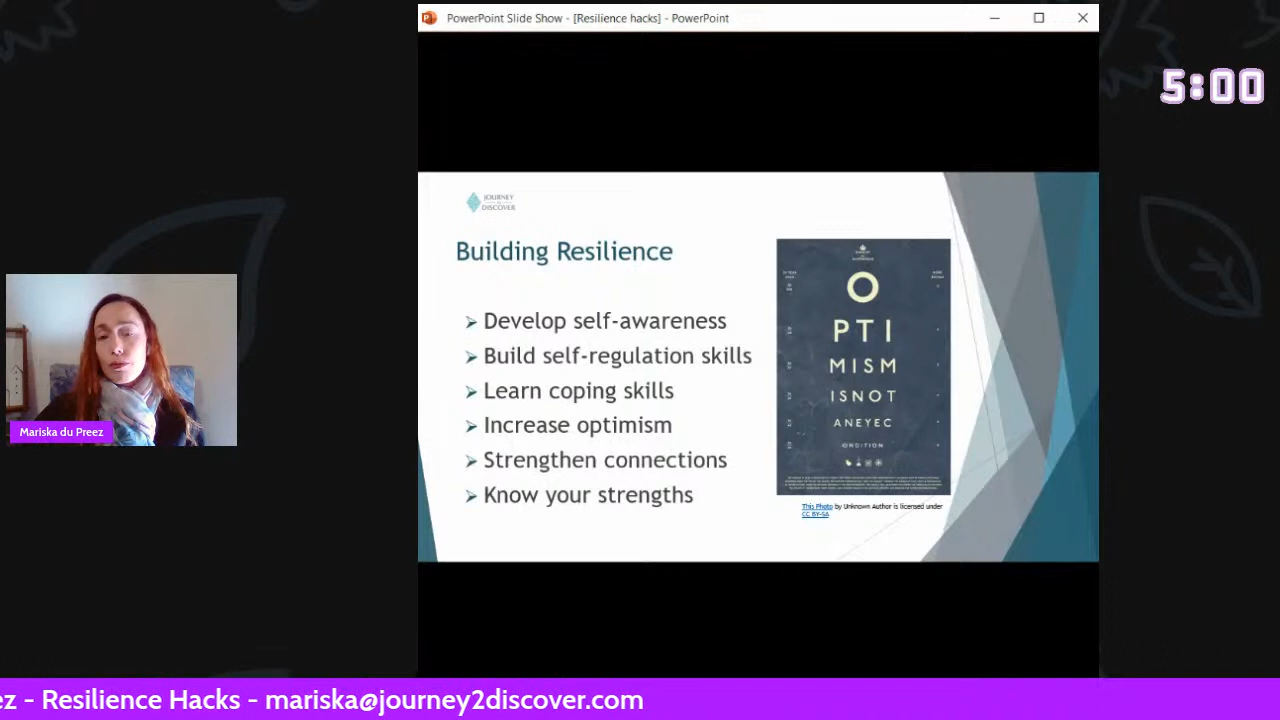 PowerPoint Slide Show - [Resilience hacks] - PowerPoint
5:00
JOURNEY
DISCOVER
Building Resilience
Develop self-awareness
Build self-regulation skills
Learn coping skills
Increase optimism
Strengthen connections
Know your strengths
O
PTI
MISM
ISNOT
ANEYEC
ONDITION
This Photo by Unknown Author is licensed under
CC BY-SA
Mariska du Preez
ez - Resilience Hacks - mariska@journey2discover.com